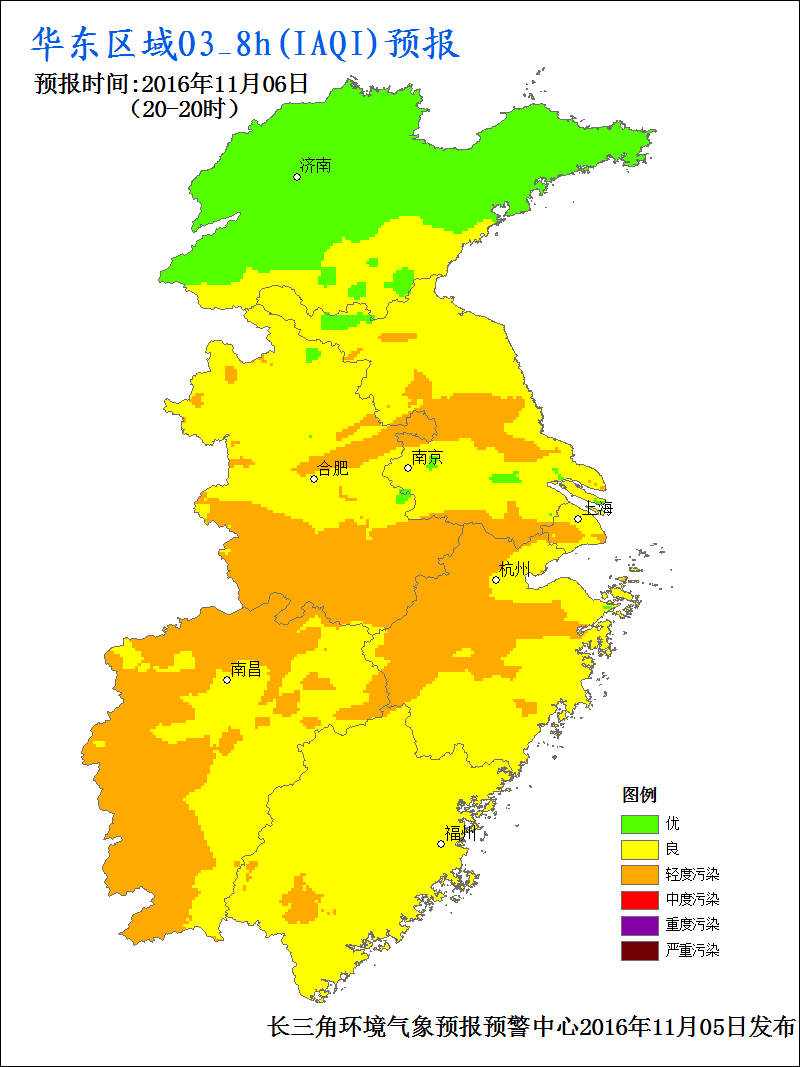 华东区域O3_8h(IAQI)预报
预报时间:2016年11月06日
（20-20时）
济南
南京
合肥
上海
杭州
南昌
福州
图例
优
良
轻度污染
中度污染
重度污染
严重污染
长三角环境气象预报预警中心2016年11月05日发布